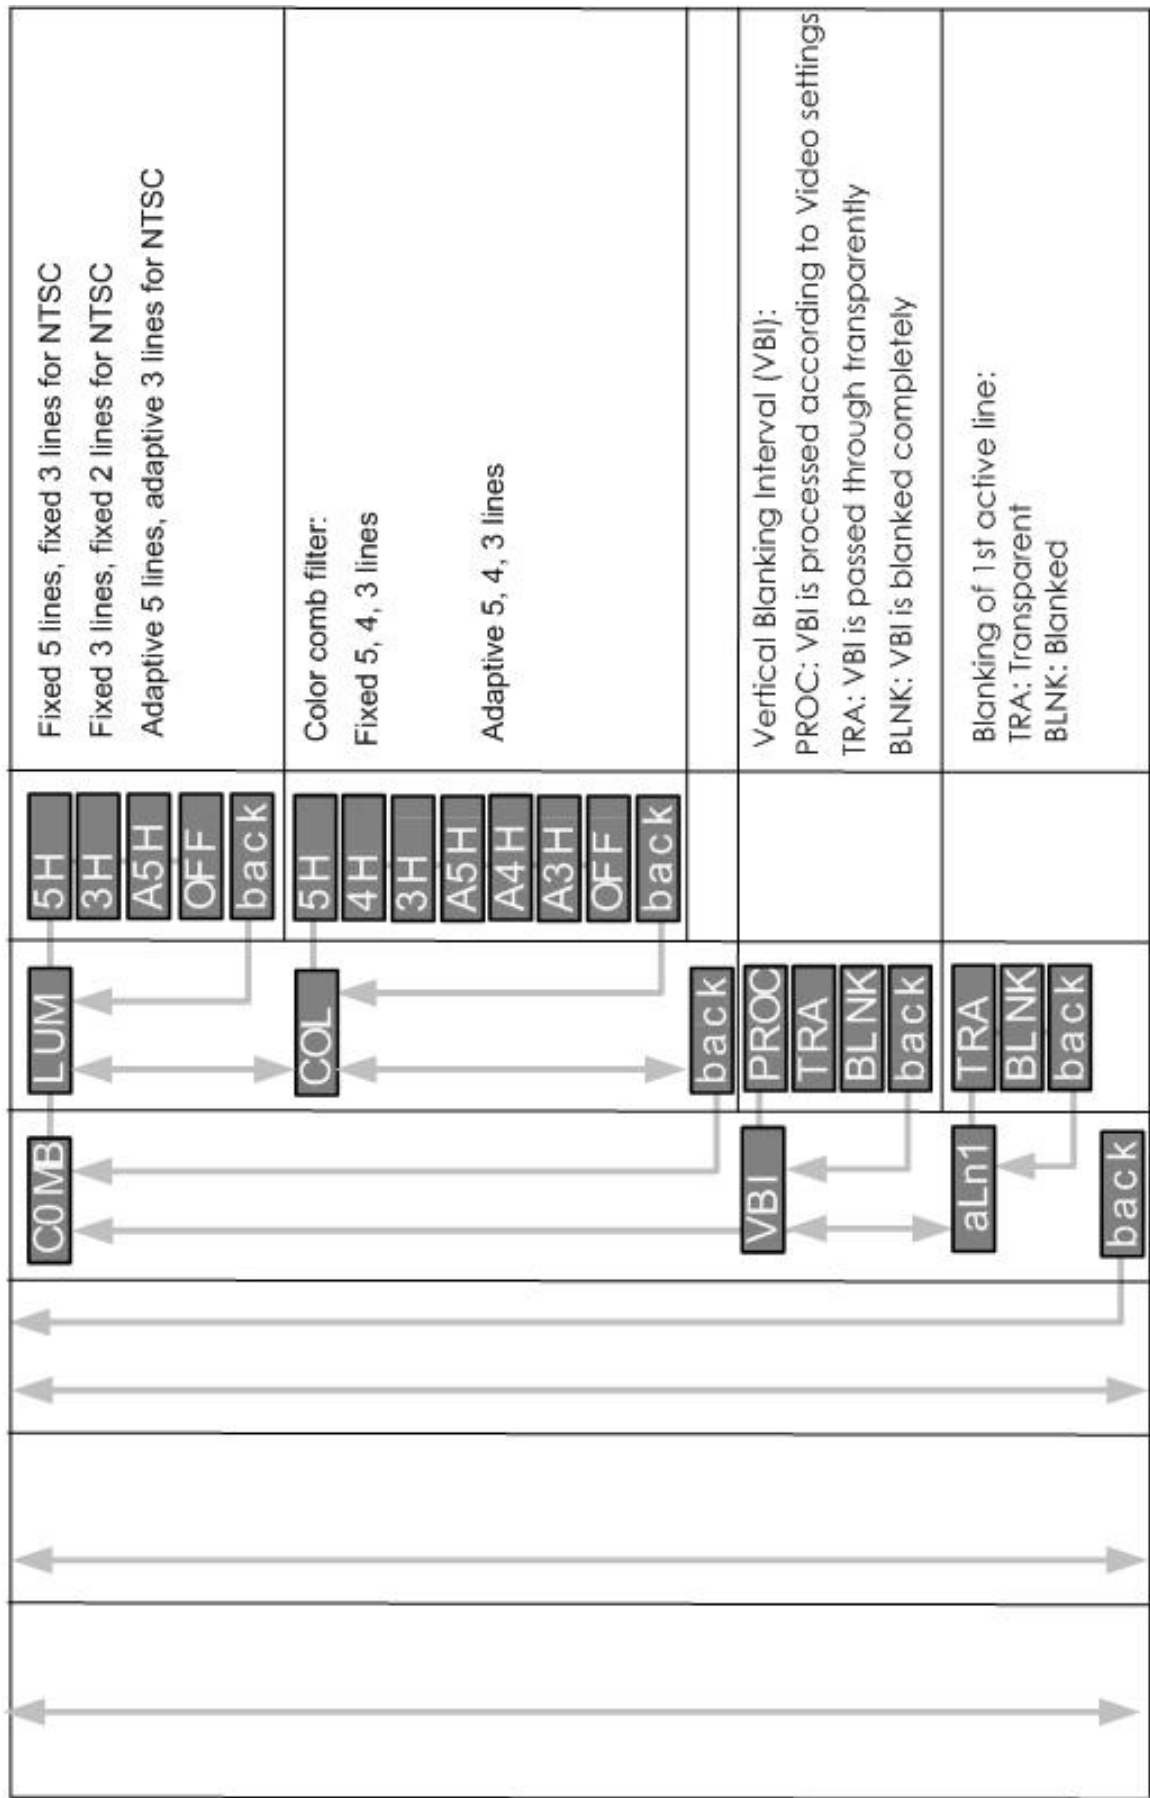 COMB
LUM
5H
Fixed 5 lines, fixed 3 lines for NTSC
3H
Fixed 3 lines, fixed 2 lines for NTSC
A5H
Adaptive 5 lines, adaptive 3 lines for NTSC
OFF
back
COL
5H
Color comb filter:
4H
Fixed 5, 4, 3 lines
3H
A5H
Adaptive 5, 4, 3 lines
A4H
A3H
OFF
back
back
VBI
PROC
Vertical Blanking Interval (VBI):
PROC: VBI is processed according to Video settings
TRA
TRA: VBI is passed through transparently
BLNK
BLNK: VBI is blanked completely
back
aLn1
TRA
Blanking of 1st active line:
TRA: Transparent
BLNK
BLNK: Blanked
back
back